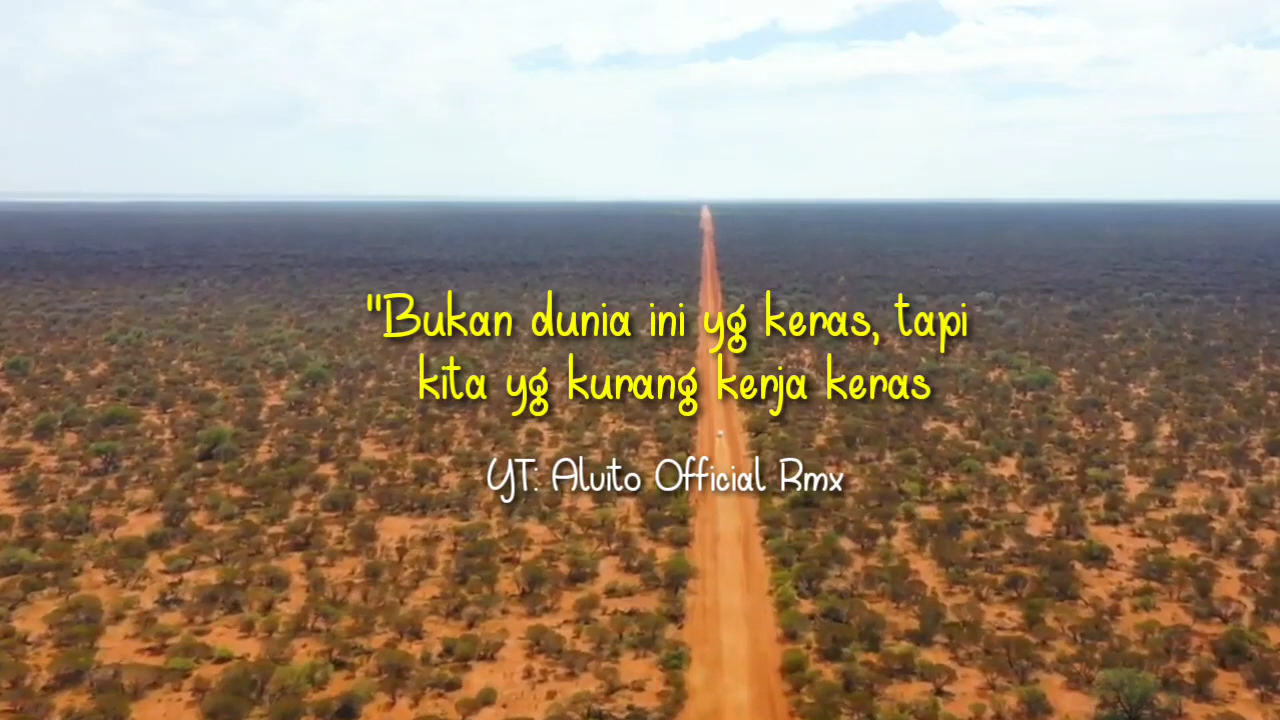 "Bukan dunia ini yg keras, tapi
kita yg kurang kerja keras
YT: Aluito Official Rmx